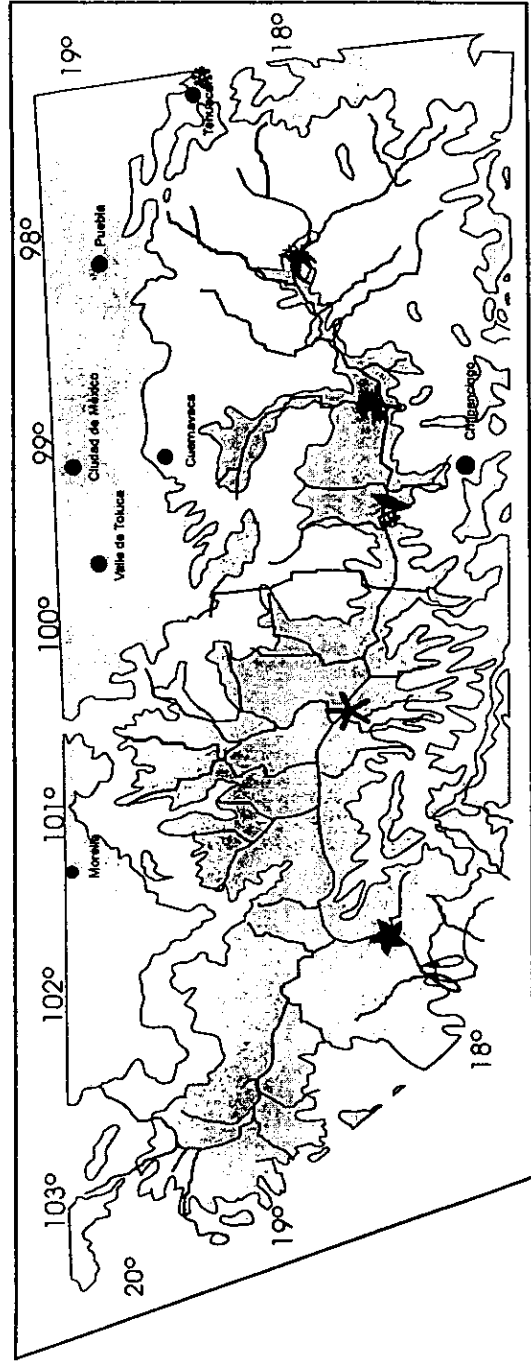 103°
102°
101°
100°
99°
98°
20°
19°
Morelia
Valle de Toluca
Ciudad de México
Puebla
Cuernavaca
Tehuacán
19°
18°
18°
Chilpancingo